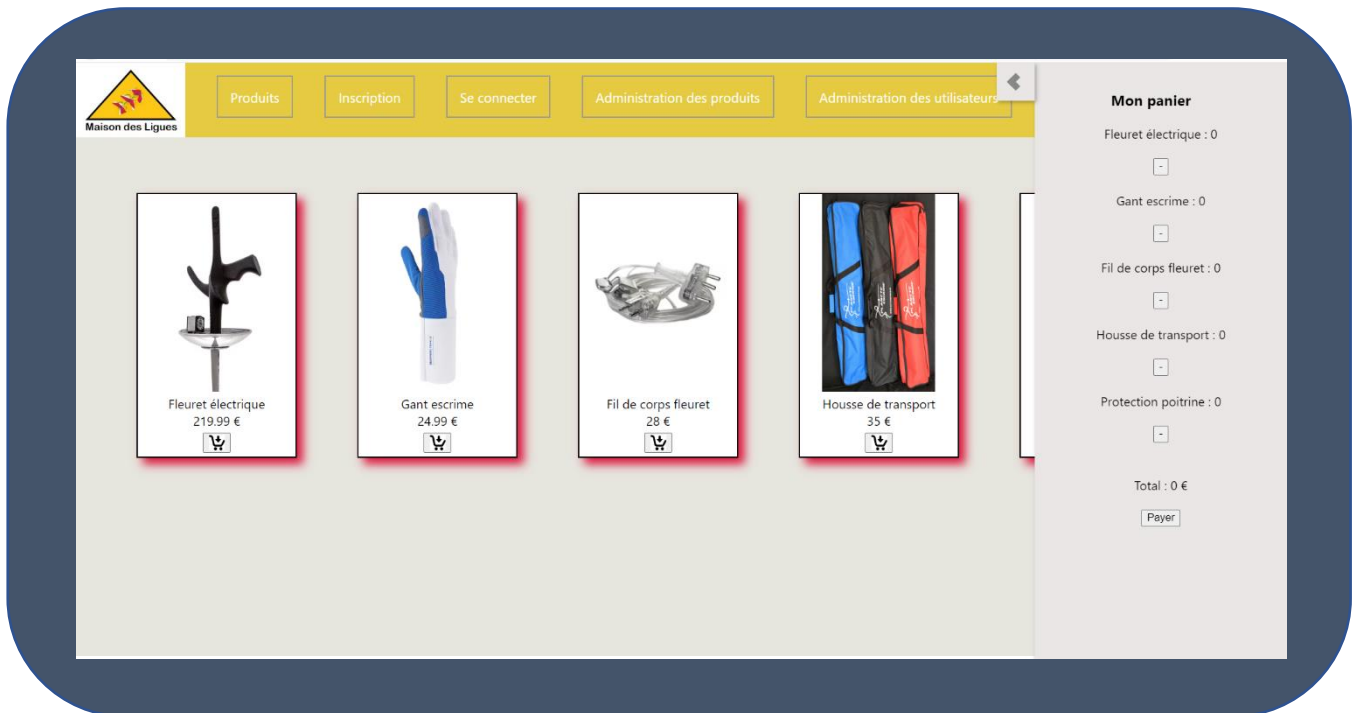 Maison des Ligues
Produits
Inscription
Se connecter
Administration des produits
Administration des utilisateurs
Fleuret électrique
219.99 €
Gant escrime
24.99 €
Fil de corps fleuret
28 €
Housse de transport
35 €
Mon panier
Fleuret électrique : 0
-
Gant escrime : 0
-
Fil de corps fleuret : 0
-
Housse de transport : 0
-
Protection poitrine : 0
-
Total : 0 €
Payer